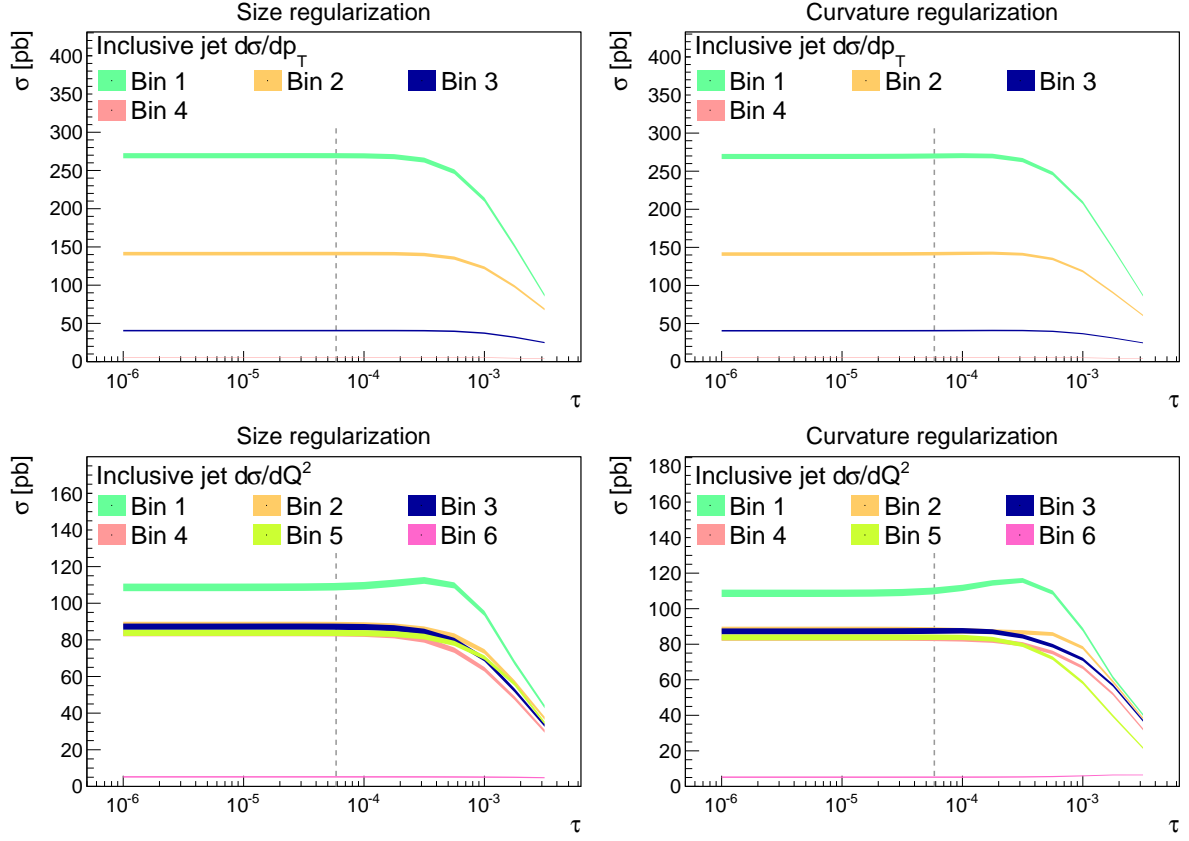 Size regularization
σ [pb]
Inclusive jet dσ/dp_T
Bin 1 Bin 2 Bin 3
Bin 4
400
350
300
250
200
150
100
50
0
10⁻⁶ 10⁻⁵ 10⁻⁴ 10⁻³
τ
Curvature regularization
σ [pb]
Inclusive jet dσ/dp_T
Bin 1 Bin 2 Bin 3
Bin 4
400
350
300
250
200
150
100
50
0
10⁻⁶ 10⁻⁵ 10⁻⁴ 10⁻³
τ
Size regularization
σ [pb]
Inclusive jet dσ/dQ²
Bin 1 Bin 2 Bin 3
Bin 4 Bin 5 Bin 6
160
140
120
100
80
60
40
20
0
10⁻⁶ 10⁻⁵ 10⁻⁴ 10⁻³
τ
Curvature regularization
σ [pb]
Inclusive jet dσ/dQ²
Bin 1 Bin 2 Bin 3
Bin 4 Bin 5 Bin 6
180
160
140
120
100
80
60
40
20
0
10⁻⁶ 10⁻⁵ 10⁻⁴ 10⁻³
τ